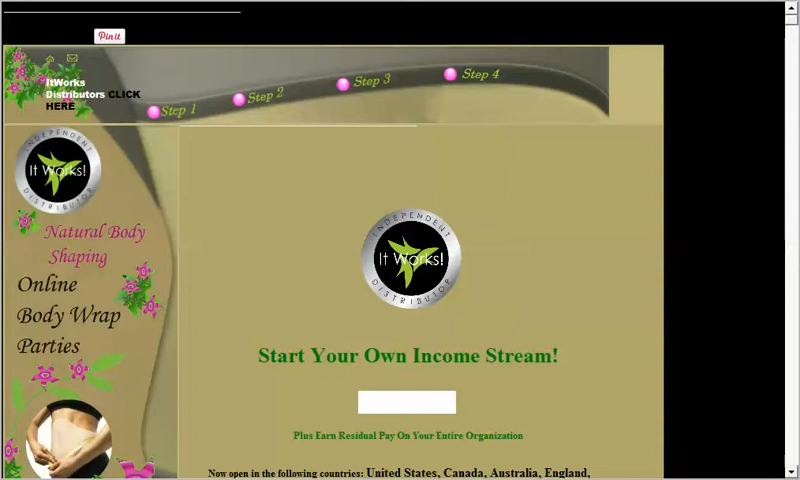 Pin it
ItWorks
Distributors CLICK
HERE
Step 1
Step 2
Step 3
Step 4
INDEPENDENT
It Works!
DISTRIBUTOR
Natural Body
Shaping
Online
Body Wrap
Parties
INDEPENDENT
It Works!
DISTRIBUTOR
Start Your Own Income Stream!
Plus Earn Residual Pay On Your Entire Organization
Now open in the following countries: United States, Canada, Australia, England,